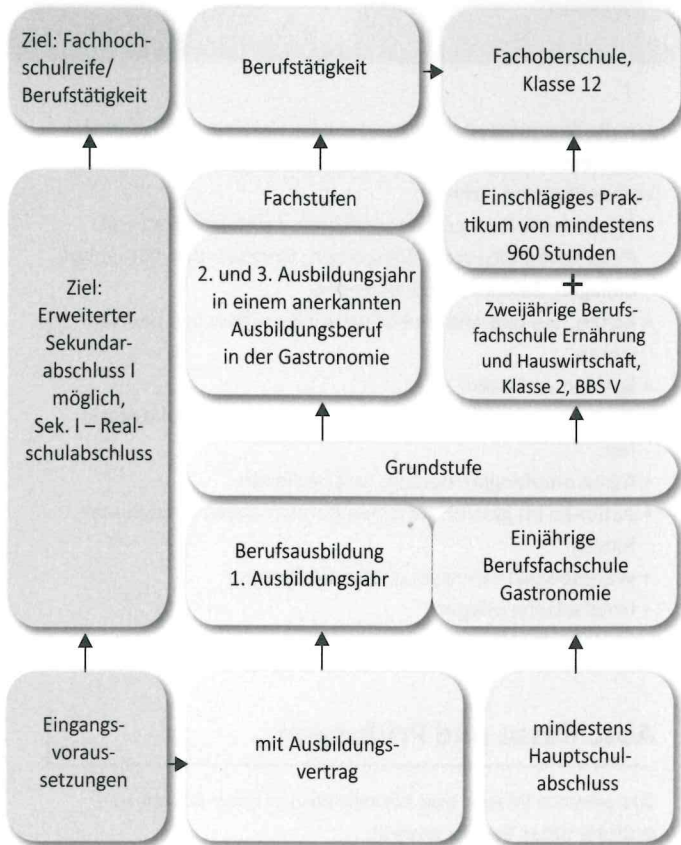 Ziel: Fachhoch-
schulreife/
Berufstätigkeit
Berufstätigkeit
Fachoberschule,
Klasse 12
Ziel:
Erweiterter
Sekundar-
abschluss I
möglich,
Sek. I – Real-
schulabschluss
Fachstufen
2. und 3. Ausbildungsjahr
in einem anerkannten
Ausbildungsberuf
in der Gastronomie
Einschlägiges Prak-
tikum von mindestens
960 Stunden
+
Zweijährige Berufs-
fachschule Ernährung
und Hauswirtschaft,
Klasse 2, BBS V
Grundstufe
Berufsausbildung
1. Ausbildungsjahr
Einjährige
Berufsfachschule
Gastronomie
Eingangs-
voraus-
setzungen
mit Ausbildungs-
vertrag
mindestens
Hauptschul-
abschluss